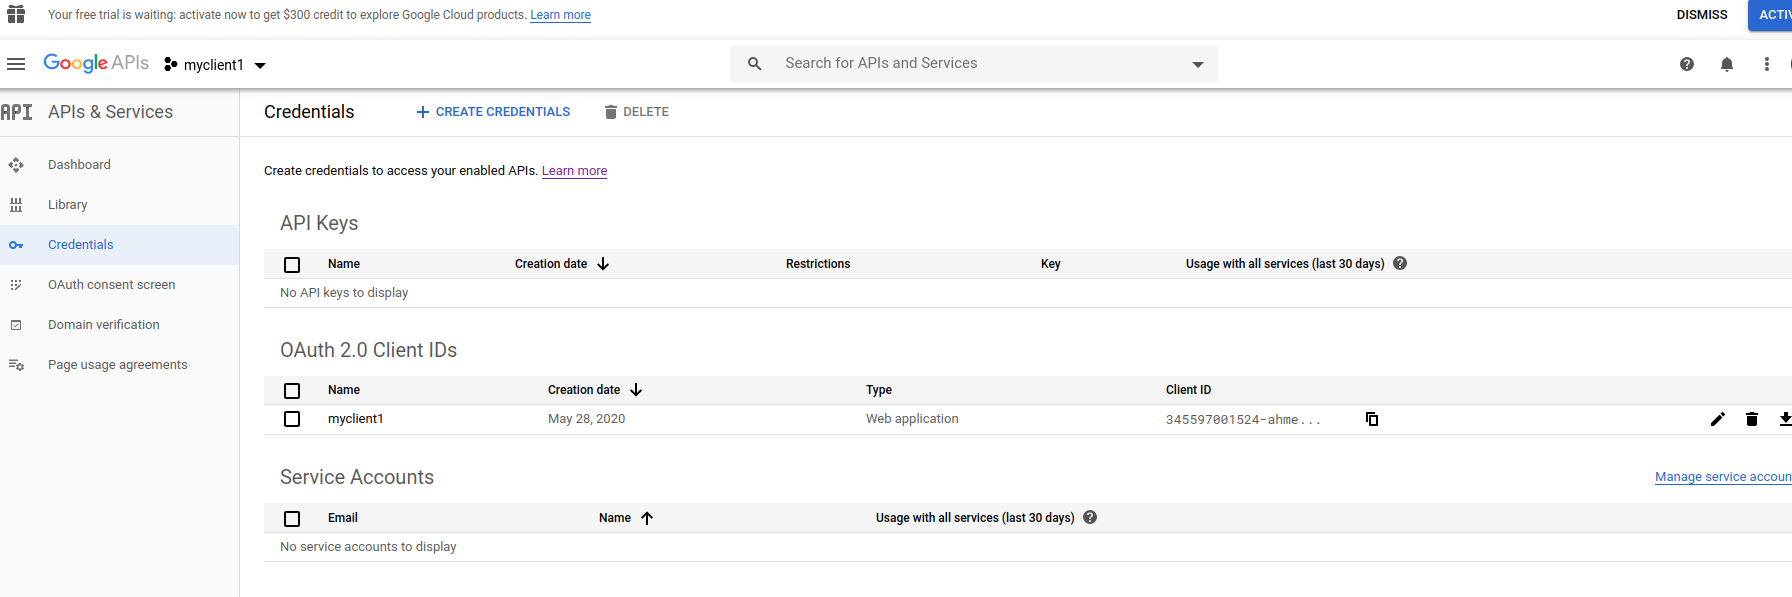 Your free trial is waiting: activate now to get $300 credit to explore Google Cloud products. Learn more
DISMISS
ACTIV
Google APIs
myclient1
Search for APIs and Services
API APIs & Services
Credentials
CREATE CREDENTIALS
DELETE
Dashboard
Library
Credentials
OAuth consent screen
Domain verification
Page usage agreements
Create credentials to access your enabled APIs. Learn more
API Keys
Name Creation date Restrictions Key Usage with all services (last 30 days)
No API keys to display
OAuth 2.0 Client IDs
Name Creation date Type Client ID
myclient1 May 28, 2020 Web application 345597001524-ahme...
Service Accounts
Manage service accoun
Email Name Usage with all services (last 30 days)
No service accounts to display